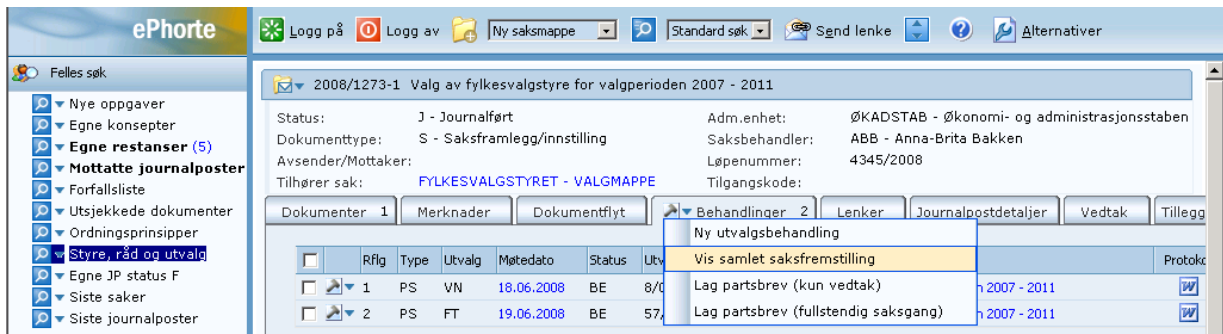 ePhorte
Logg på Logg av Ny saksmappe Standard søk Send lenke Alternativer
Felles søk
Nye oppgaver
Egne konsepter
Egne restanser (5)
Mottatte journalposter
Forfallsliste
Utsjekkede dokumenter
Ordningsprinsipper
Styre, råd og utvalg
Egne JP status F
Siste saker
Siste journalposter
2008/1273-1 Valg av fylkesvalgstyre for valgperioden 2007 - 2011
Status: J - Journalført Adm.enhet: ØKADSTAB - Økonomi- og administrasjonsstaben
Dokumenttype: S - Saksframlegg/innstilling Saksbehandler: ABB - Anna-Brita Bakken
Avsender/Mottaker: Løpenummer: 4345/2008
Tilhører sak: FYLKESVALGSTYRET - VALGMAPPE Tilgangskode:
Dokumenter 1 Merknader Dokumentflyt Behandlinger 2 Lenker Journalpostdetaljer Vedtak Tillegg
Ny utvalgsbehandling
Vis samlet saksfremstilling
Lag partsbrev (kun vedtak)
Lag partsbrev (fullstendig saksgang)
Rflg Type Utvalg Møtedato Status Utv Protoko
1 PS VN 18.06.2008 BE 8/0 n 2007 - 2011
2 PS FT 19.06.2008 BE 57, n 2007 - 2011